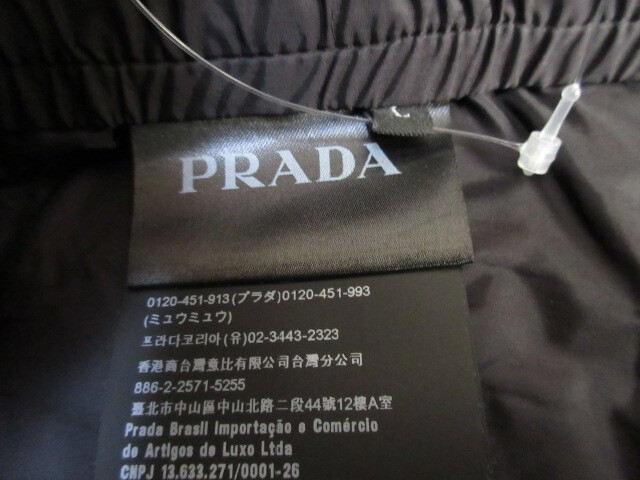 PRADA
0120-451-913(プラダ)0120-451-993
(ミュウミュウ)
프라다코리아(유)02-3443-2323
香港商台灣意比有限公司台灣分公司
886-2-2571-5255
臺北市中山區中山北路二段44號12樓A室
Prada Brasil Importação e Comércio
de Artigos de Luxo Ltda
CNPJ 13.633.271/0001-26